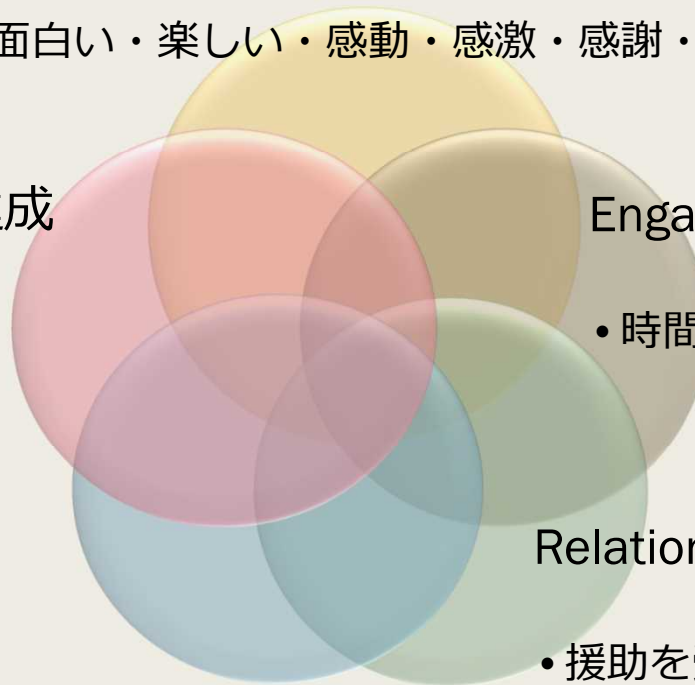 面白い・楽しい・感動・感激・感謝・
成
Enga
• 時間
Relation
• 援助を